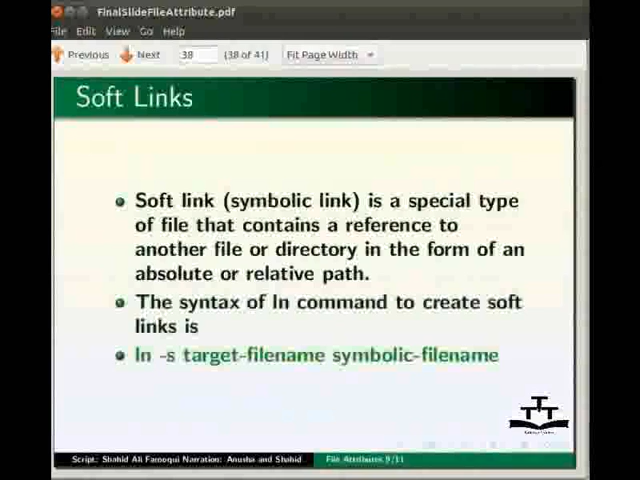 FinalSlideFileAttribute.pdf
File Edit View Go Help
Previous Next 38 (38 of 41) Fit Page Width
Soft Links
Soft link (symbolic link) is a special type
of file that contains a reference to
another file or directory in the form of an
absolute or relative path.
The syntax of ln command to create soft
links is
ln -s target-filename symbolic-filename
TTT
Script: Shahid Ali Farooqui Narration: Anusha and Shahid File Attributes 9/11